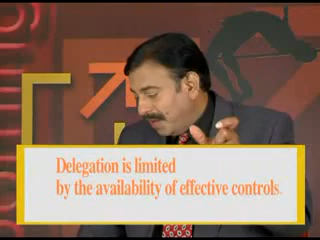 Delegation is limited
by the availability of effective controls.